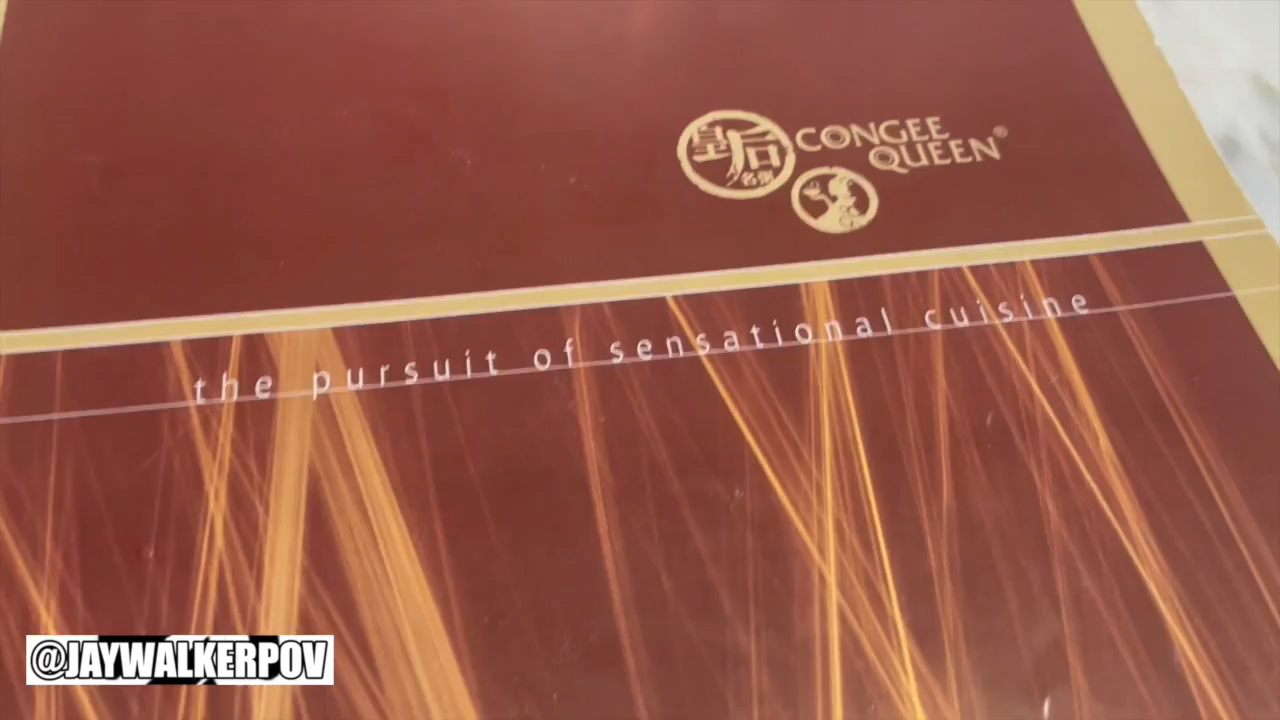 皇后
名粥
CONGEE
QUEEN®
the pursuit of sensational cuisine
@JAYWALKERPOV